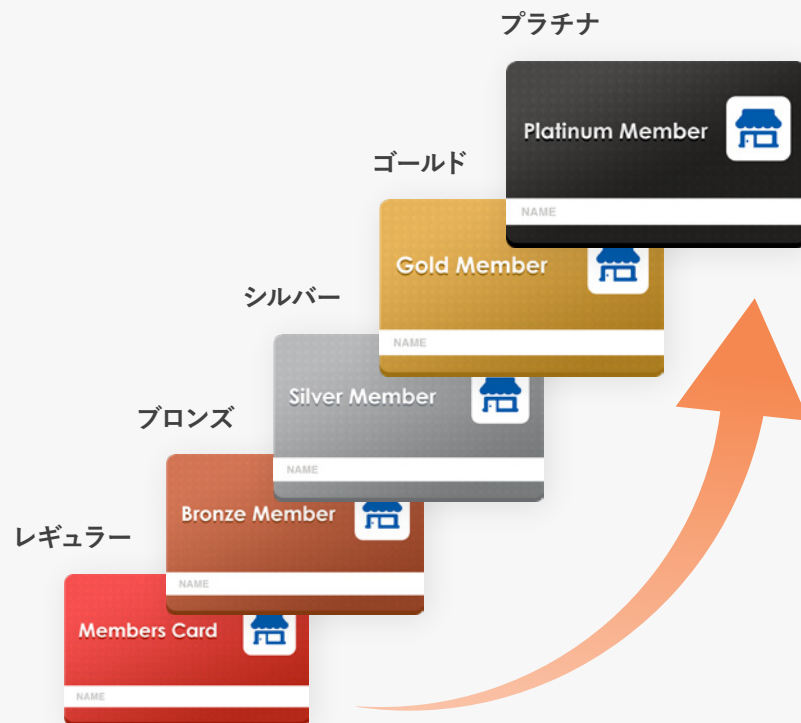 プラチナ
Platinum Member
NAME
ゴールド
Gold Member
NAME
シルバー
Silver Member
NAME
ブロンズ
Bronze Member
NAME
レギュラー
Members Card
NAME